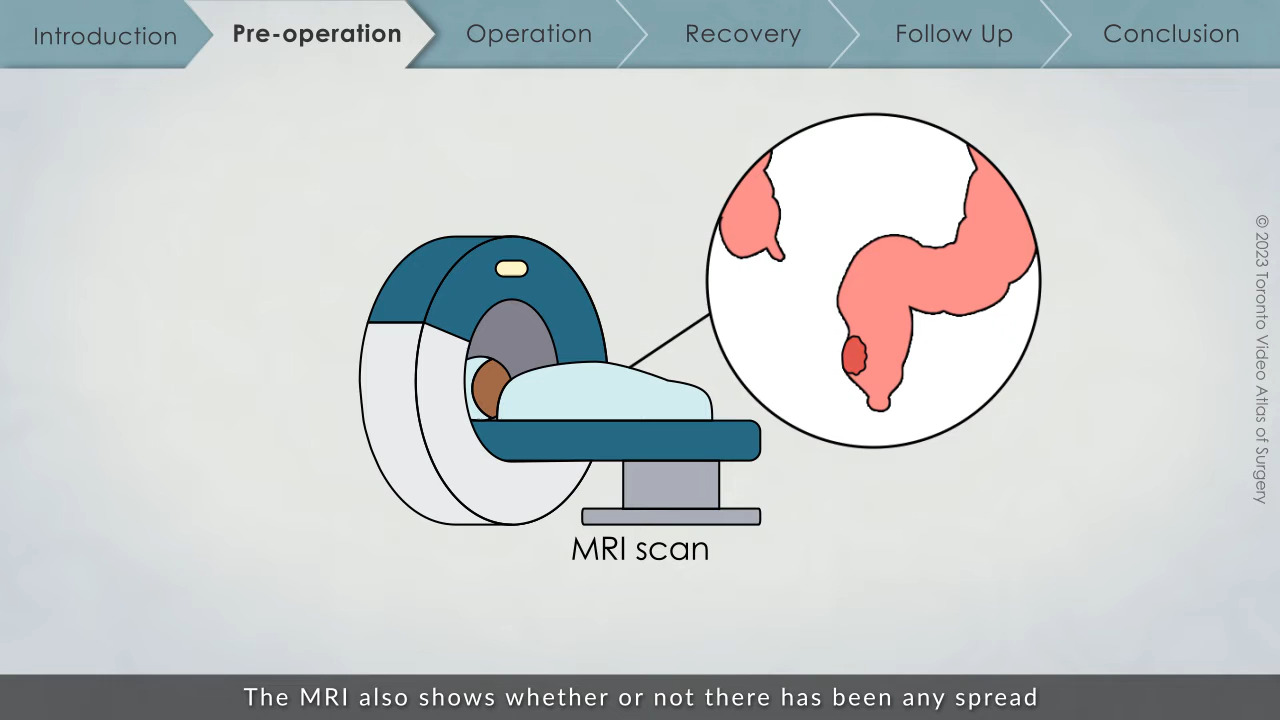 Introduction
Pre-operation
Operation
Recovery
Follow Up
Conclusion
© 2023 Toronto Video Atlas of Surgery
MRI scan
The MRI also shows whether or not there has been any spread